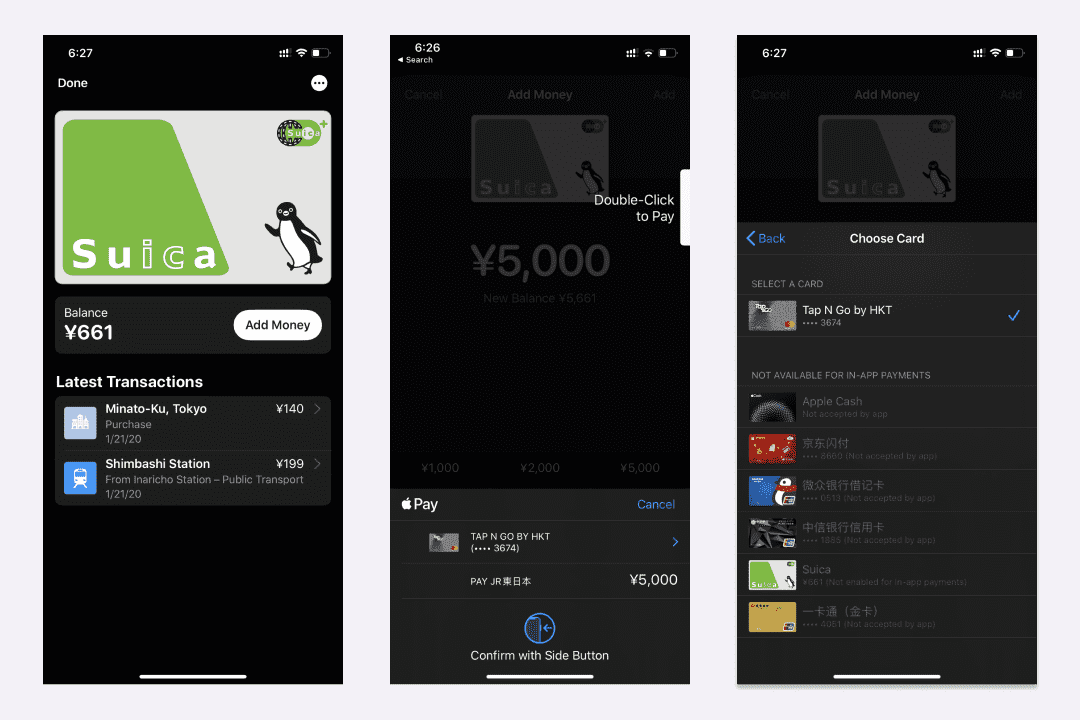 6:27
Done
Suica
Suica
Balance
¥661
Add Money
Latest Transactions
Minato-Ku, Tokyo
¥140
Purchase
1/21/20
Shimbashi Station
¥199
From Inaricho Station – Public Transport
1/21/20
6:26
Search
Cancel
Add Money
Add
Suica
Double-Click
to Pay
¥5,000
New Balance ¥5,661
¥1,000
¥2,000
¥5,000
Pay
Cancel
TAP N GO BY HKT
(•••• 3674)
PAY JR東日本
¥5,000
Confirm with Side Button
6:27
Cancel
Add Money
Add
Suica
Back
Choose Card
SELECT A CARD
Tap N Go by HKT
•••• 3674
NOT AVAILABLE FOR IN-APP PAYMENTS
Apple Cash
Not accepted by app
京东闪付
(Not accepted by app)
微众银行借记卡
•••• 0513 (Not accepted by app)
中信银行信用卡
•••• 1885 (Not accepted by app)
Suica
Suica
¥661 (Not enabled for in-app payments)
一卡通（金卡）
•••• 4081 (Not accepted by app)